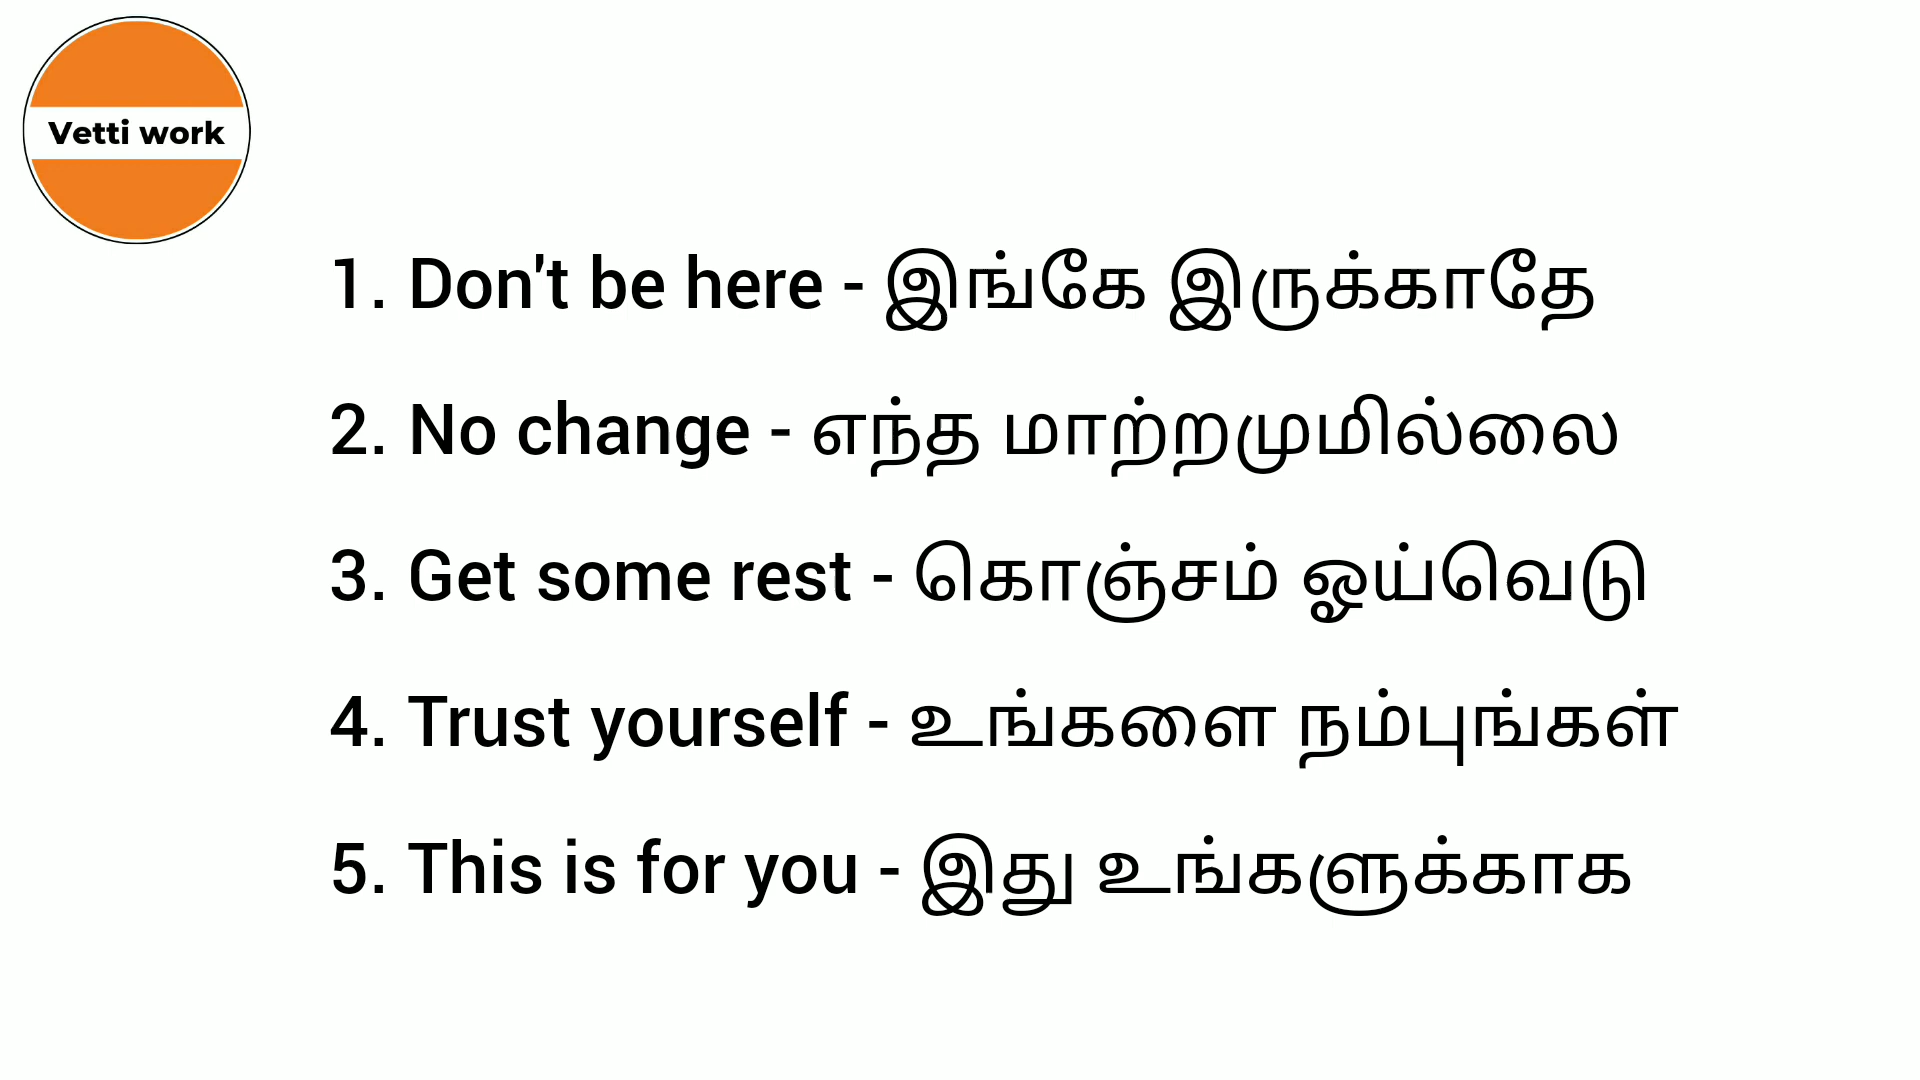 Vetti work
1. Don't be here - இங்கே இருக்காதே
2. No change - எந்த மாற்றமுமில்லை
3. Get some rest - கொஞ்சம் ஓய்வெடு
4. Trust yourself - உங்களை நம்புங்கள்
5. This is for you - இது உங்களுக்காக